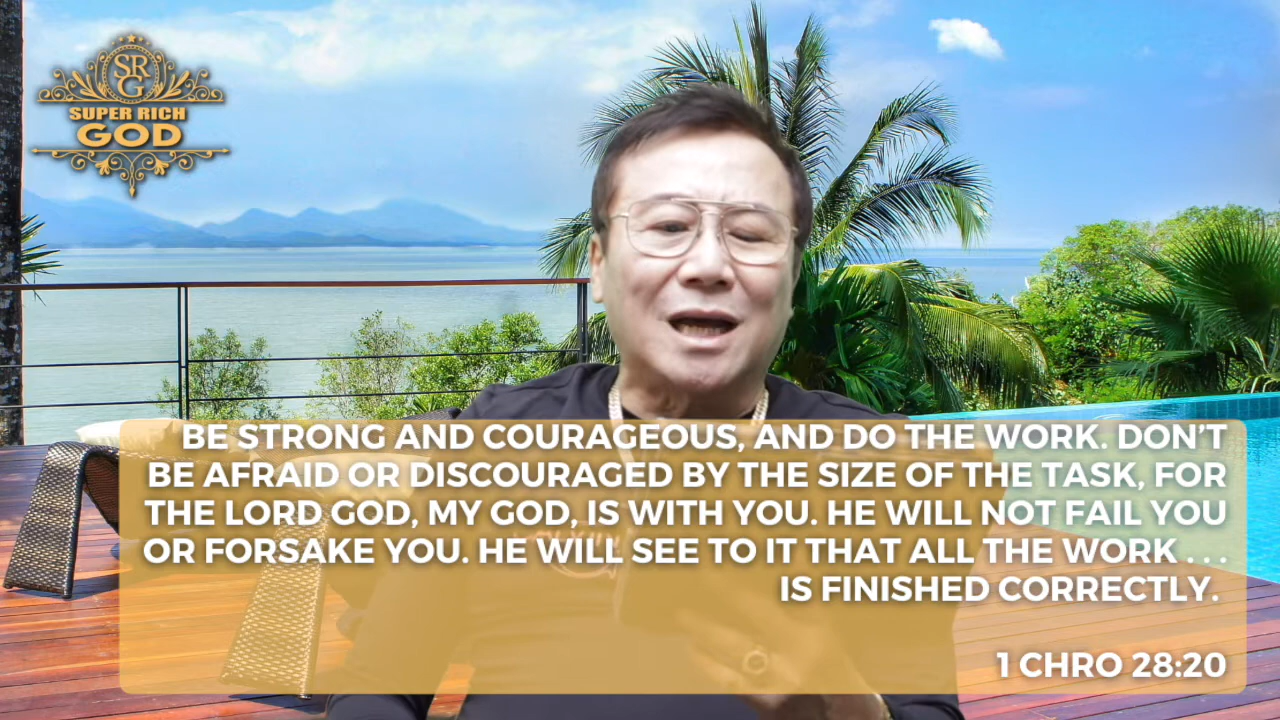 SRG
SUPER RICH
GOD
BE STRONG AND COURAGEOUS, AND DO THE WORK. DON'T
BE AFRAID OR DISCOURAGED BY THE SIZE OF THE TASK, FOR
THE LORD GOD, MY GOD, IS WITH YOU. HE WILL NOT FAIL YOU
OR FORSAKE YOU. HE WILL SEE TO IT THAT ALL THE WORK . . .
IS FINISHED CORRECTLY.
1 CHRO 28:20